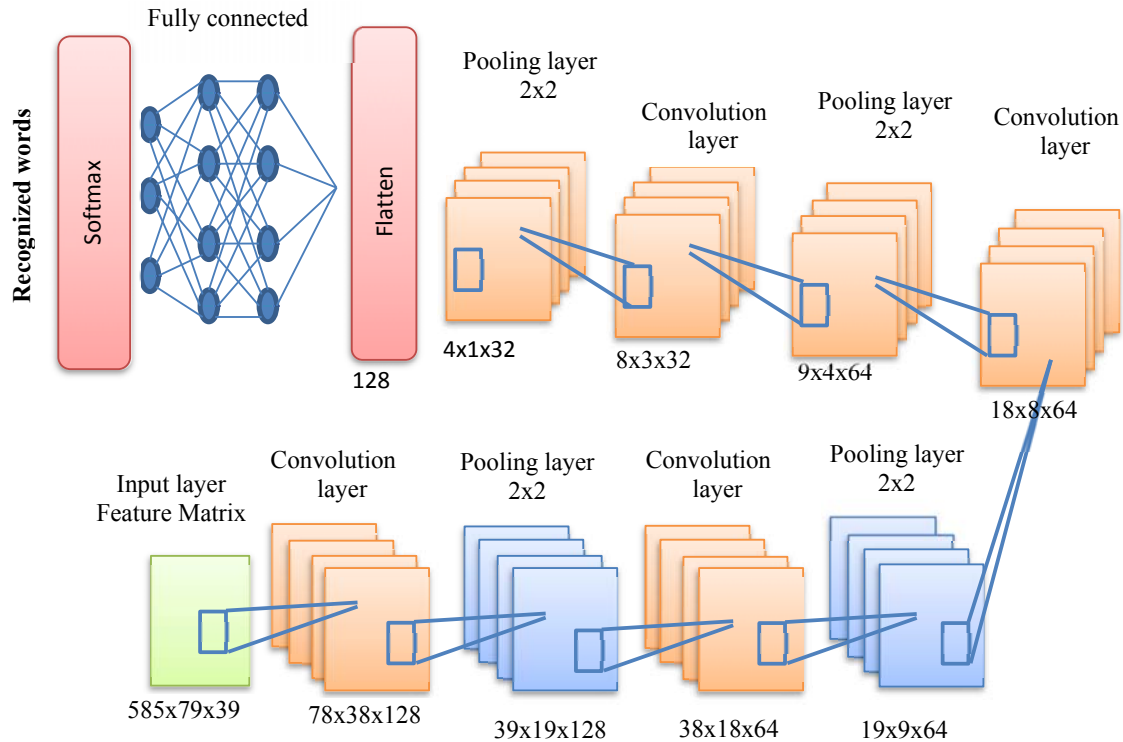 Fully connected
Recognized words
Softmax
Flatten
128
Pooling layer
2x2
4x1x32
Convolution
layer
8x3x32
Pooling layer
2x2
9x4x64
Convolution
layer
18x8x64
Input layer
Feature Matrix
585x79x39
Convolution
layer
78x38x128
Pooling layer
2x2
39x19x128
Convolution
layer
38x18x64
Pooling layer
2x2
19x9x64